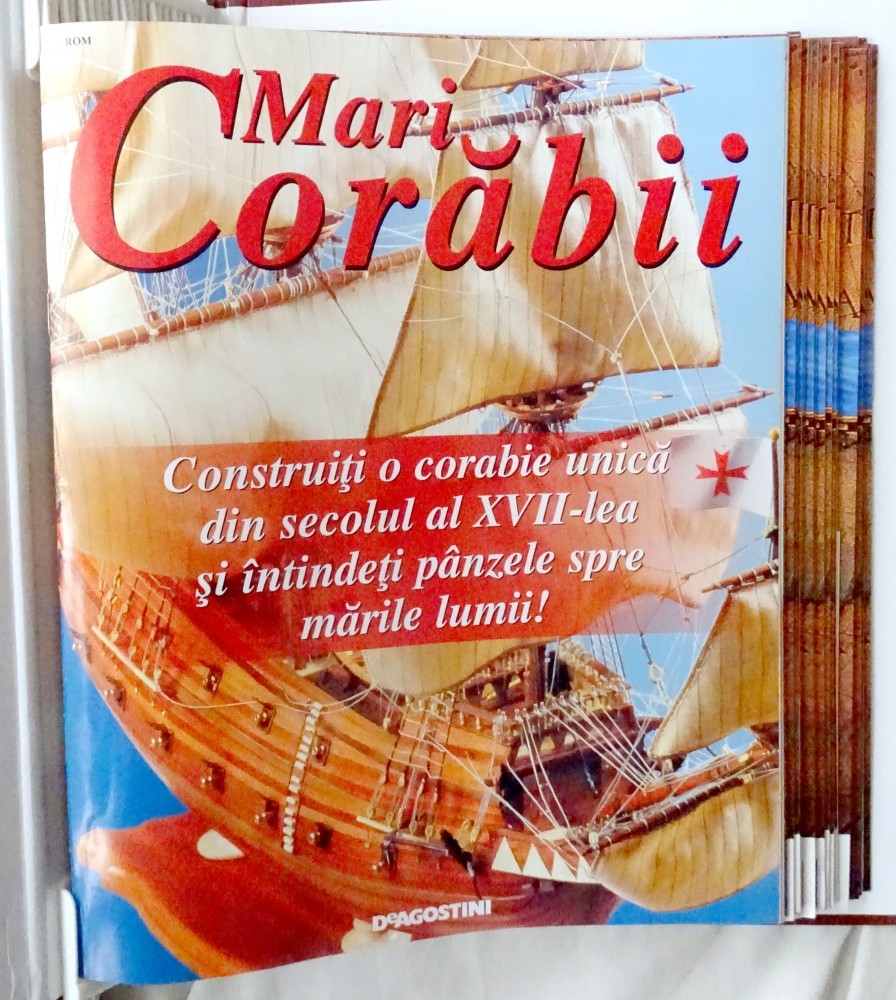 ROM
Mari
Corăbii
Construiţi o corabie unică
din secolul al XVII-lea
şi întindeţi pânzele spre
mările lumii!
DeAGOSTINI